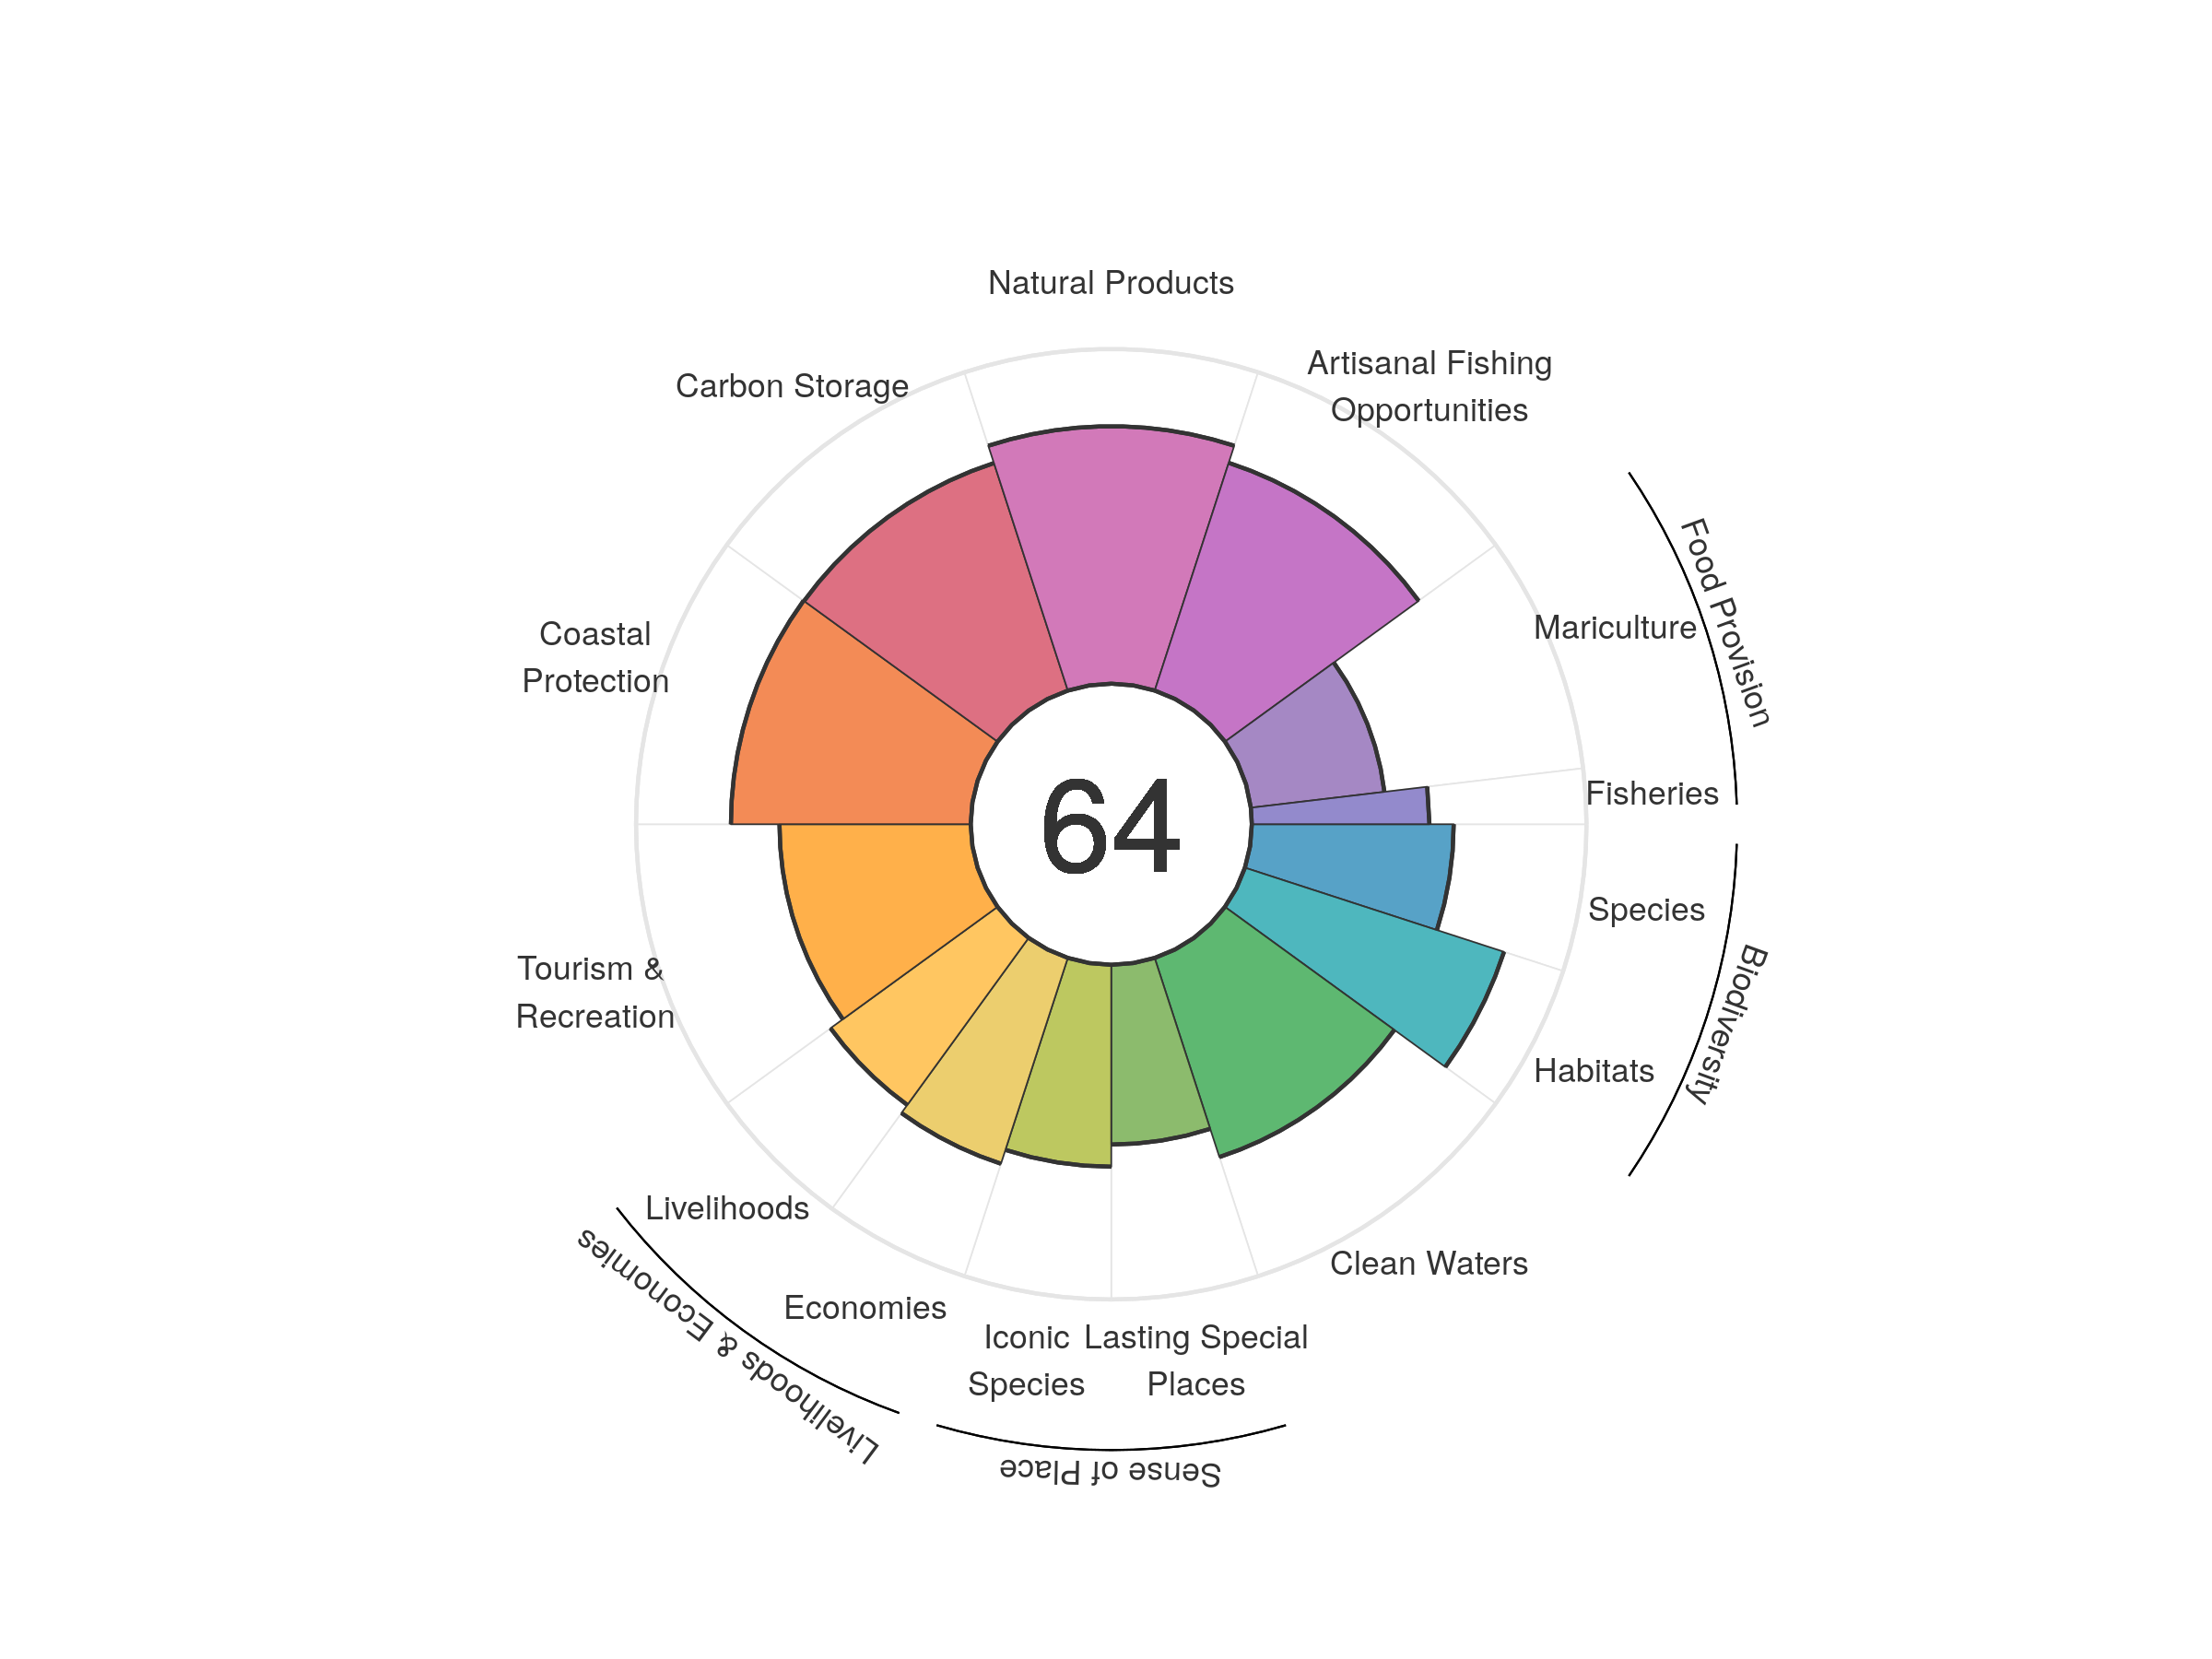 Natural Products
Carbon Storage
Artisanal Fishing
Opportunities
Food Provision
Coastal
Protection
Mariculture
64
Fisheries
Species
Tourism &
Recreation
Biodiversity
Habitats
Livelihoods
Clean Waters
Economies
Livelihoods & Economies
Iconic
Species
Lasting Special
Places
Sense of Place